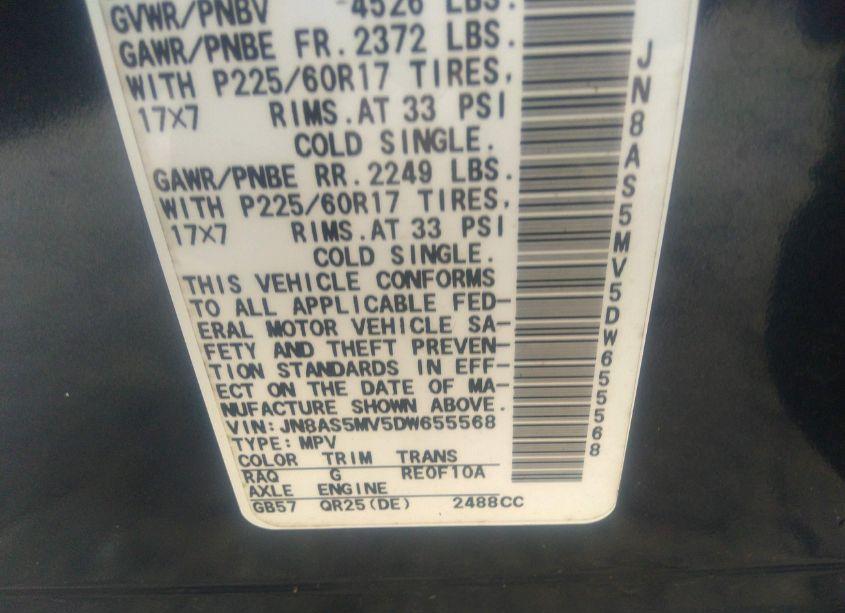 GVWR/PNBV 4526 LBS.
GAWR/PNBE FR. 2372 LBS.
WITH P225/60R17 TIRES,
17X7 RIMS.AT 33 PSI
COLD SINGLE.
GAWR/PNBE RR. 2249 LBS.
WITH P225/60R17 TIRES,
17X7 RIMS.AT 33 PSI
COLD SINGLE.
THIS VEHICLE CONFORMS
TO ALL APPLICABLE FED-
ERAL MOTOR VEHICLE SA-
FETY AND THEFT PREVEN-
TION STANDARDS IN EFF-
ECT ON THE DATE OF MA-
NUFACTURE SHOWN ABOVE.
VIN:JN8AS5MV5DW655568
TYPE:MPV
COLOR TRIM TRANS
RAQ G RE0F10A
AXLE ENGINE
GB57 QR25(DE) 2488CC
JN8AS5MV5DW655568